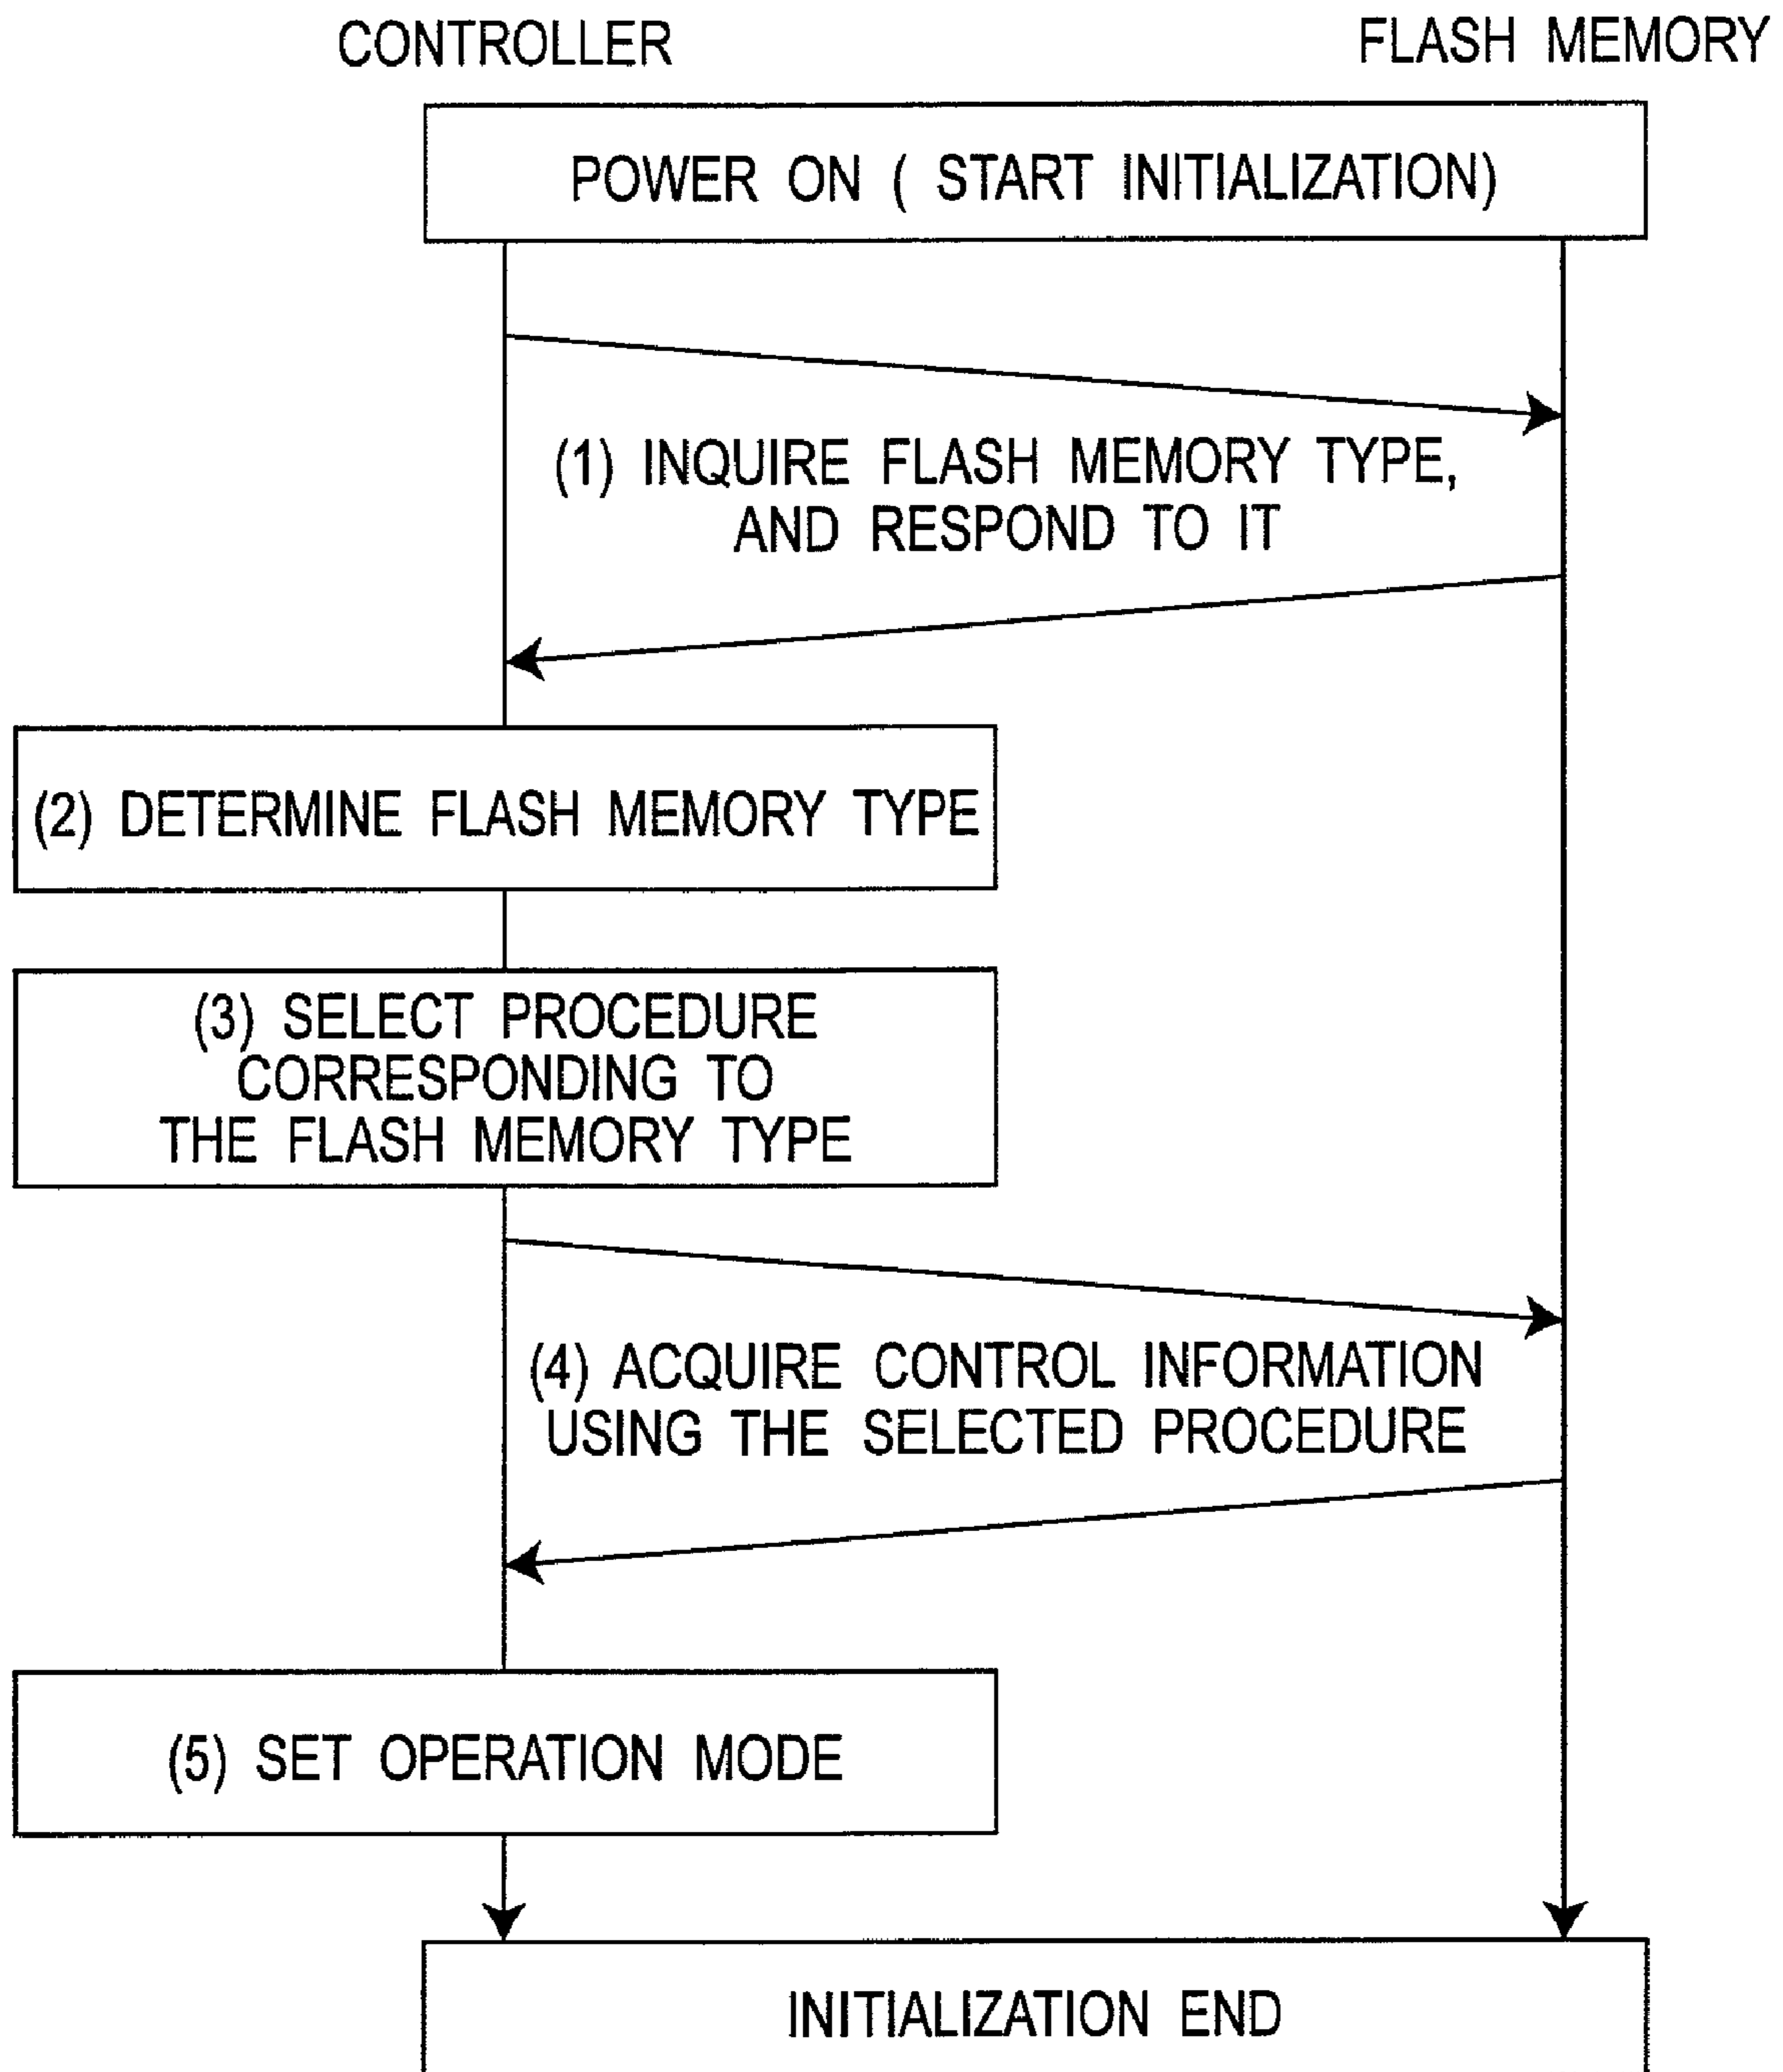 CONTROLLER
FLASH MEMORY
POWER ON ( START INITIALIZATION)
(1) INQUIRE FLASH MEMORY TYPE,
AND RESPOND TO IT
(2) DETERMINE FLASH MEMORY TYPE
(3) SELECT PROCEDURE
CORRESPONDING TO
THE FLASH MEMORY TYPE
(4) ACQUIRE CONTROL INFORMATION
USING THE SELECTED PROCEDURE
(5) SET OPERATION MODE
INITIALIZATION END